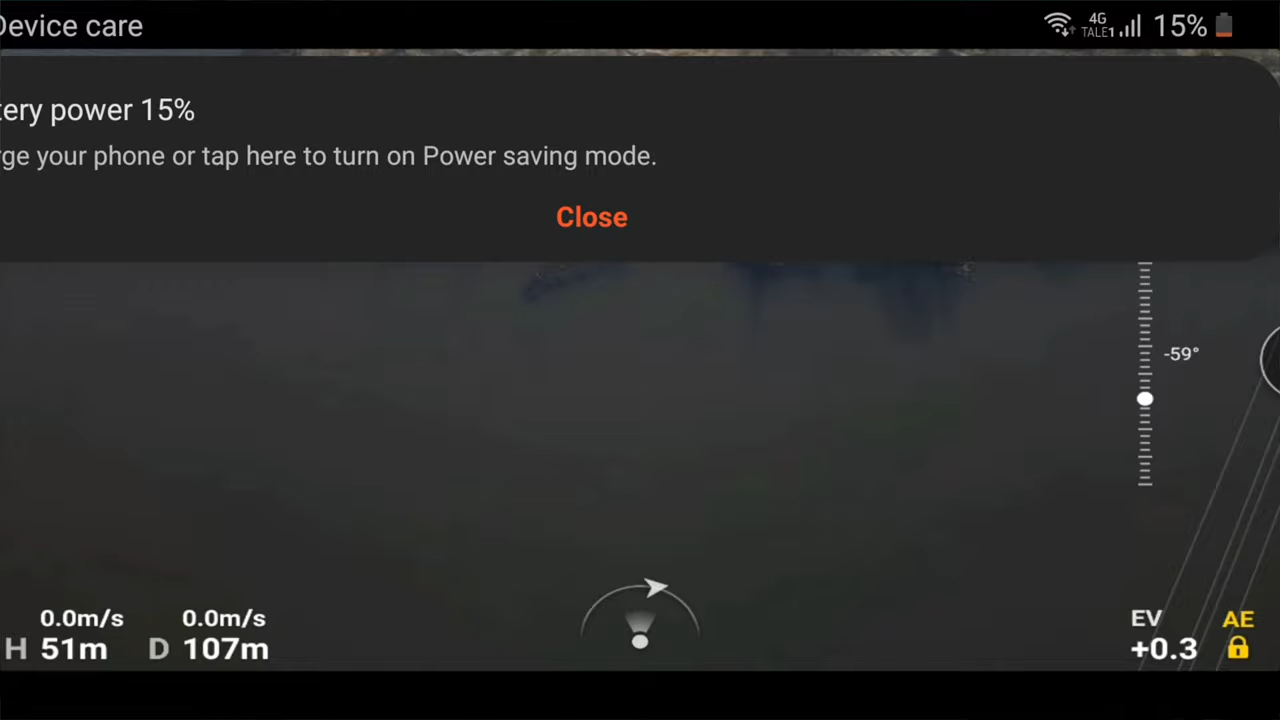 Device care
4G
TALE1
15%
tery power 15%
rge your phone or tap here to turn on Power saving mode.
Close
-59°
0.0m/s 0.0m/s
H 51m D 107m
EV AE
+0.3